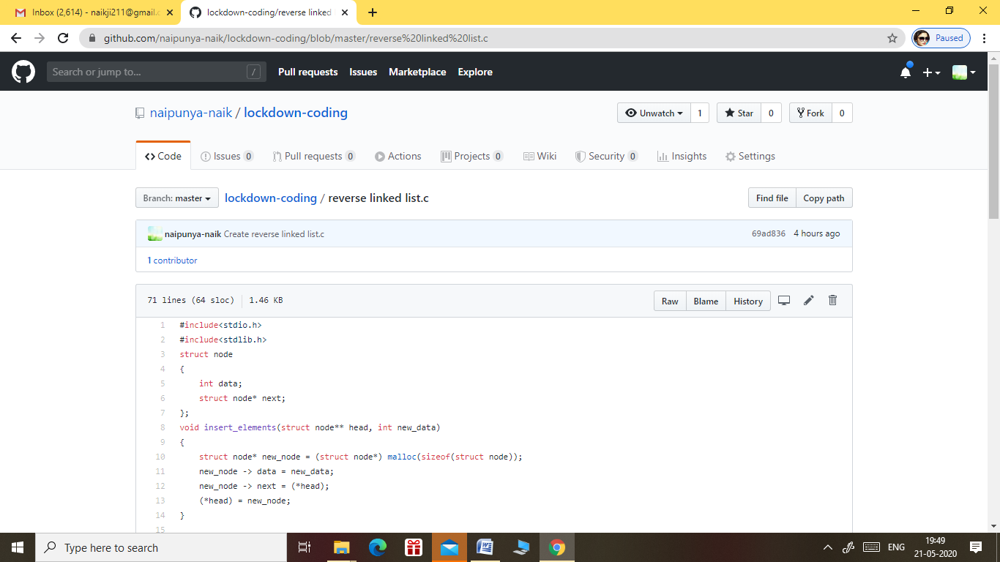 Inbox (2,614) - naikji211@gmail.c
lockdown-coding/reverse linked
github.com/naipunya-naik/lockdown-coding/blob/master/reverse%20linked%20list.c
Paused
Search or jump to...
/
Pull requests Issues Marketplace Explore
naipunya-naik / lockdown-coding
Unwatch 1 Star 0 Fork 0
Code Issues 0 Pull requests 0 Actions Projects 0 Wiki Security 0 Insights Settings
Branch: master lockdown-coding / reverse linked list.c
Find file Copy path
naipunya-naik Create reverse linked list.c
69ad836 4 hours ago
1 contributor
71 lines (64 sloc) 1.46 KB
Raw Blame History
1 #include<stdio.h>
2 #include<stdlib.h>
3 struct node
4 {
5 int data;
6 struct node* next;
7 };
8 void insert_elements(struct node** head, int new_data)
9 {
10 struct node* new_node = (struct node*) malloc(sizeof(struct node));
11 new_node -> data = new_data;
12 new_node -> next = (*head);
13 (*head) = new_node;
14 }
15
Type here to search
ENG
19:49
21-05-2020